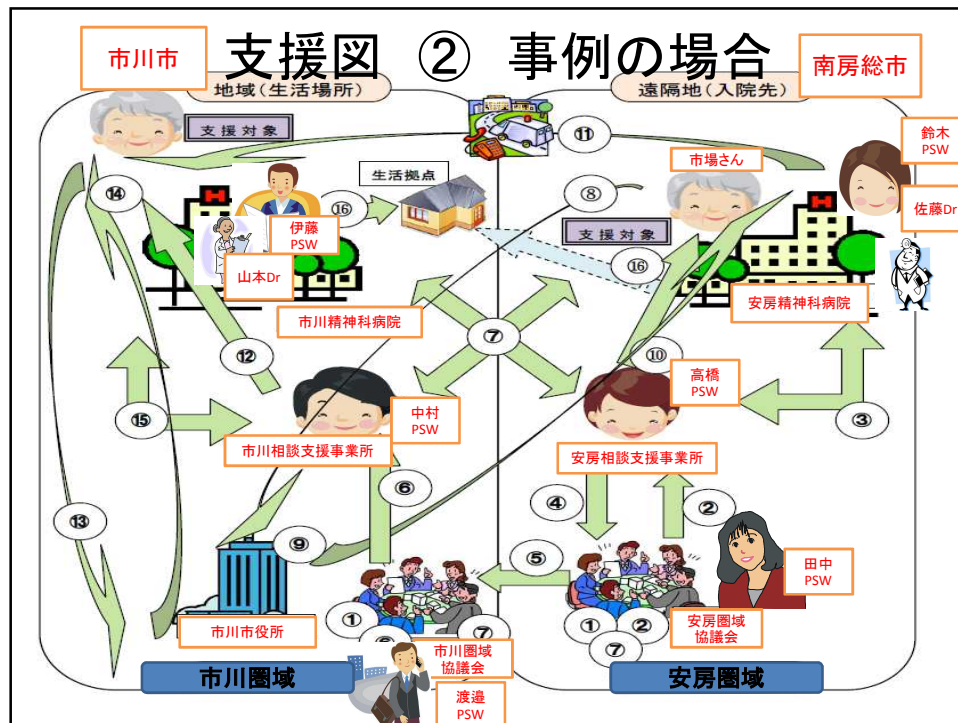 支援図 ② 事例の場合
市川市
南房総市
地域(生活場所)
遠隔地(入院先)
支援対象
⑪
鈴木
PSW
市場さん
生活拠点
⑭
H
⑯
⑧
H
佐藤Dr
伊藤
PSW
支援対象
山本Dr
⑯
安房精神科病院
市川精神科病院
⑦
⑫
⑩
高橋
PSW
中村
PSW
⑮
③
市川相談支援事業所
安房相談支援事業所
⑥
④
②
⑬
⑨
⑤
田中
PSW
市川市役所
①
⑦
①
②
安房圏域
協議会
⑦
市川圏域
協議会
市川圏域
安房圏域
渡邉
PSW